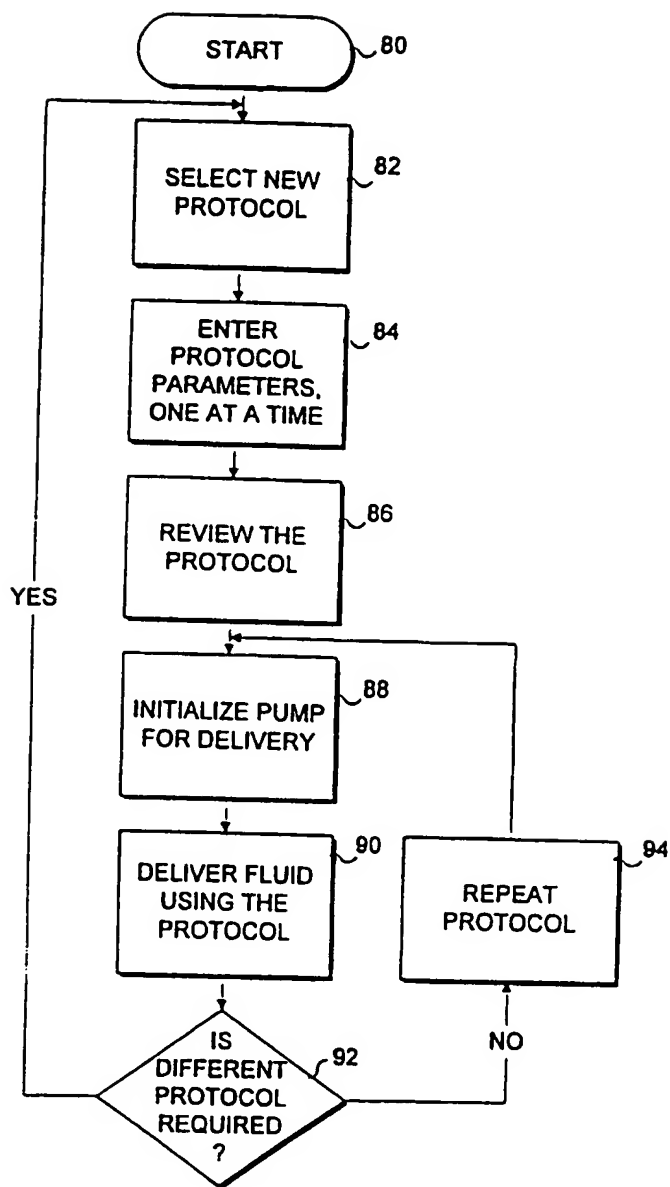 START
80
SELECT NEW
PROTOCOL
82
ENTER
PROTOCOL
PARAMETERS,
ONE AT A TIME
84
REVIEW THE
PROTOCOL
86
YES
INITIALIZE PUMP
FOR DELIVERY
88
DELIVER FLUID
USING THE
PROTOCOL
90
REPEAT
PROTOCOL
94
IS
DIFFERENT
PROTOCOL
REQUIRED
?
92
NO